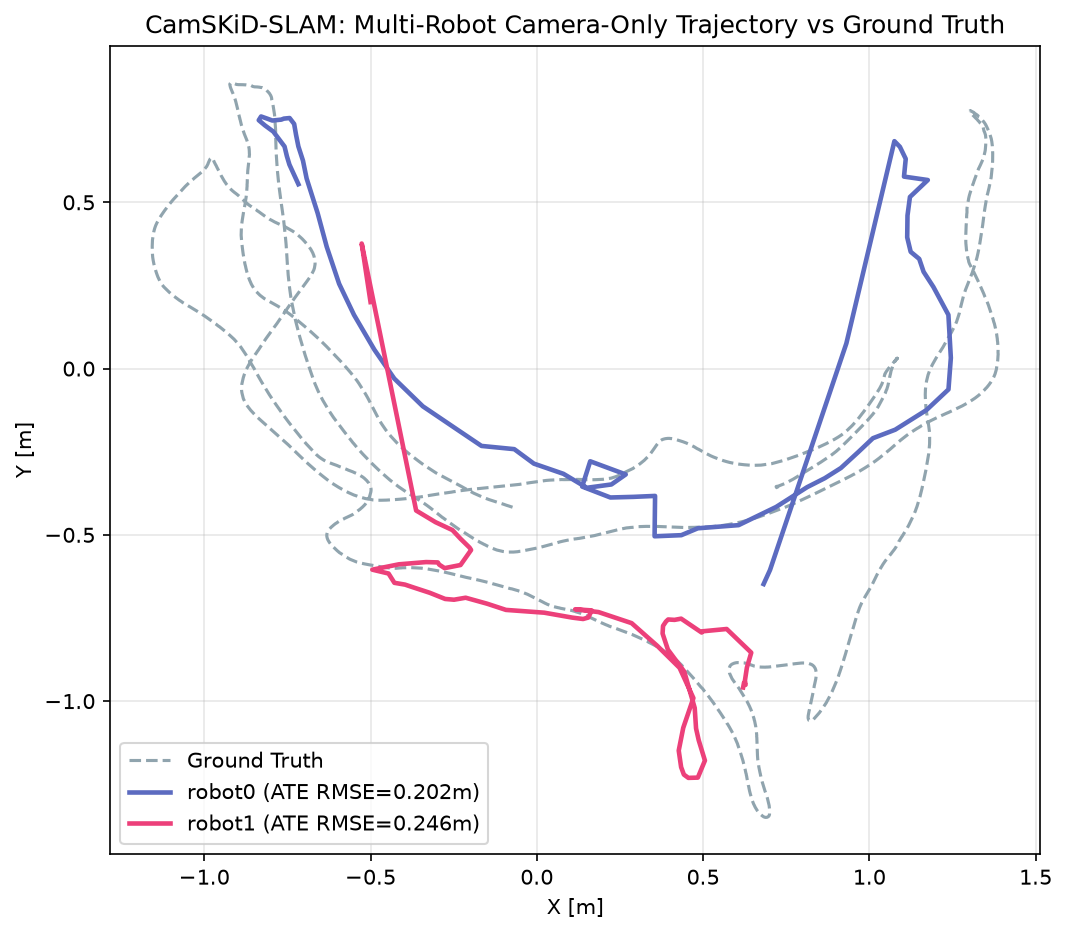 CamSKiD-SLAM: Multi-Robot Camera-Only Trajectory vs Ground Truth
Y [m]
0.5
0.0
−0.5
−1.0
Ground Truth
robot0 (ATE RMSE=0.202m)
robot1 (ATE RMSE=0.246m)
−1.0 −0.5 0.0 0.5 1.0 1.5
X [m]